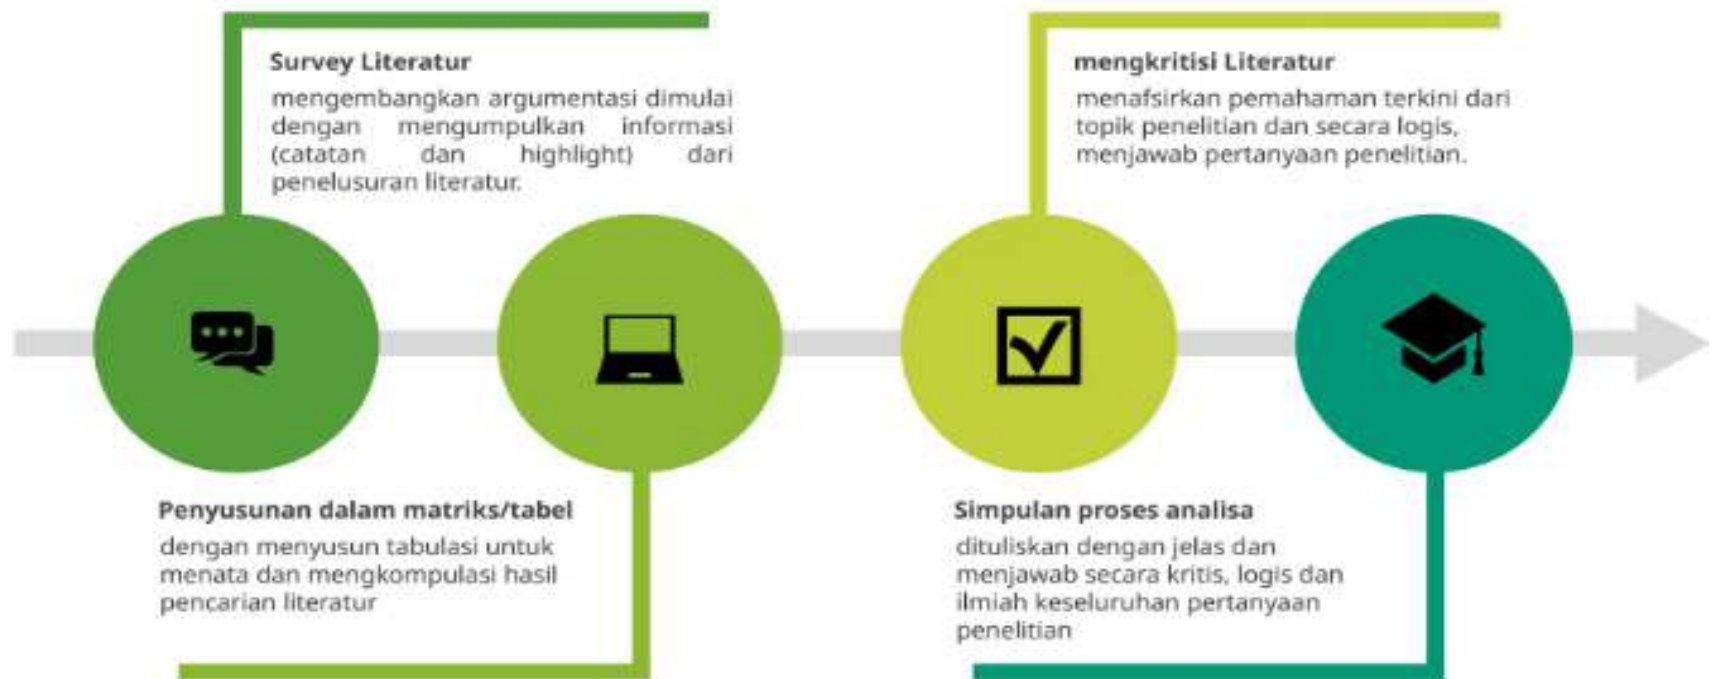 Survey Literatur
mengembangkan argumentasi dimulai
dengan mengumpulkan informasi
(catatan dan highlight) dari
penelusuran literatur.
Penyusunan dalam matriks/tabel
dengan menyusun tabulasi untuk
menata dan mengkompulasi hasil
pencarian literatur
mengkritisi Literatur
menafsirkan pemahaman terkini dari
topik penelitian dan secara logis,
menjawab pertanyaan penelitian.
Simpulan proses analisa
dituliskan dengan jelas dan
menjawab secara kritis, logis dan
ilmiah keseluruhan pertanyaan
penelitian